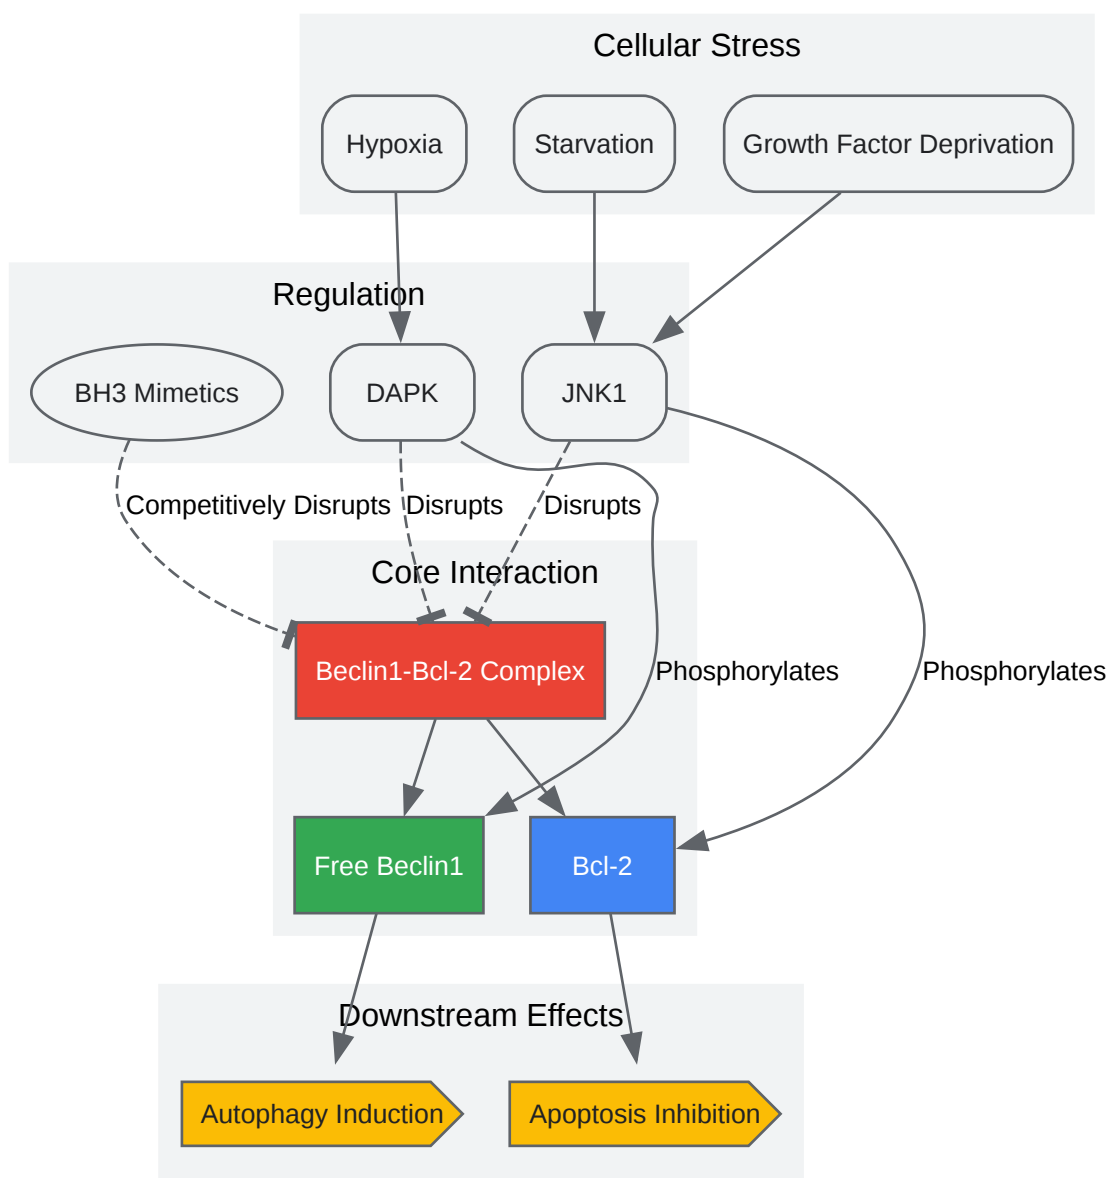 Cellular Stress
Hypoxia
Starvation
Growth Factor Deprivation
Regulation
BH3 Mimetics
DAPK
JNK1
Competitively Disrupts
Disrupts
Disrupts
Core Interaction
Beclin1-Bcl-2 Complex
Phosphorylates
Phosphorylates
Free Beclin1
Bcl-2
Downstream Effects
Autophagy Induction
Apoptosis Inhibition